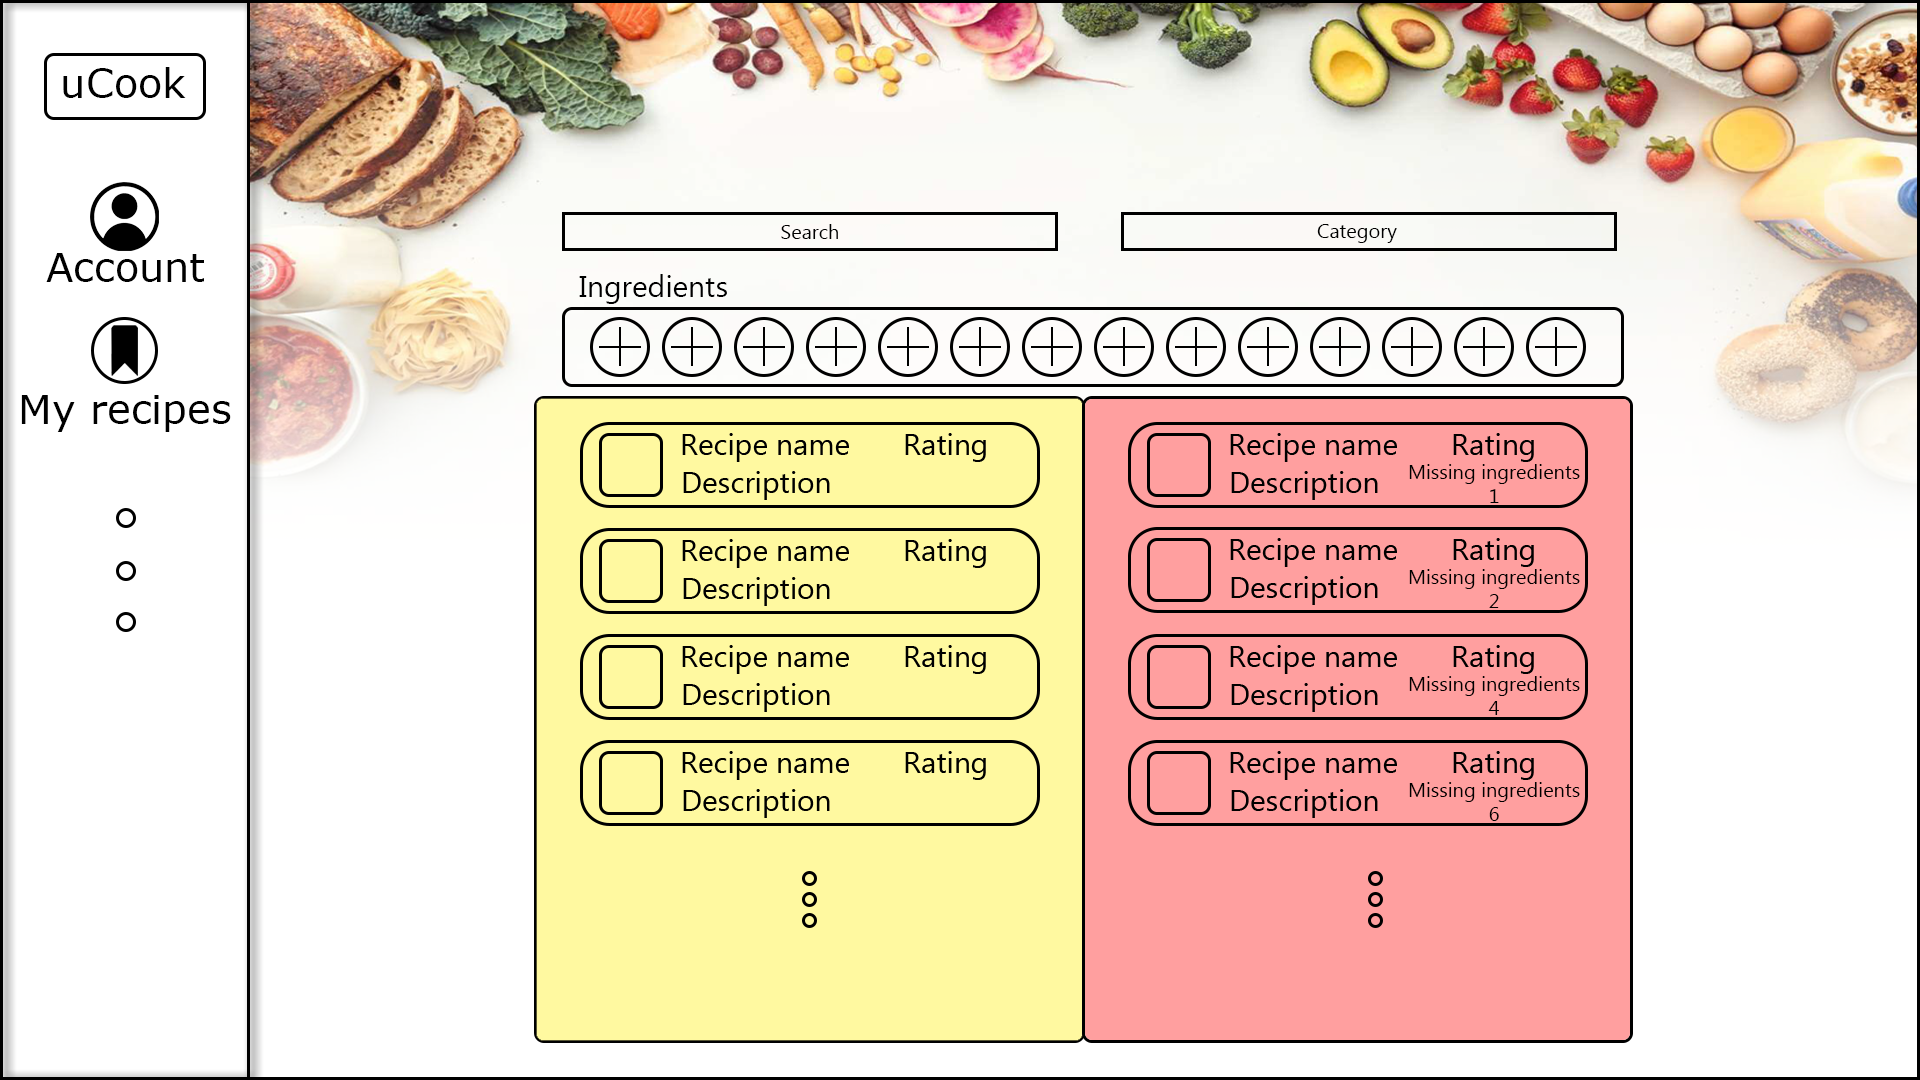 uCook
Account
My recipes
Search
Category
Ingredients
Recipe name Rating
Description
Recipe name Rating
Description
Recipe name Rating
Description
Recipe name Rating
Description
Recipe name Rating
Description Missing ingredients
1
Recipe name Rating
Description Missing ingredients
2
Recipe name Rating
Description Missing ingredients
4
Recipe name Rating
Description Missing ingredients
6